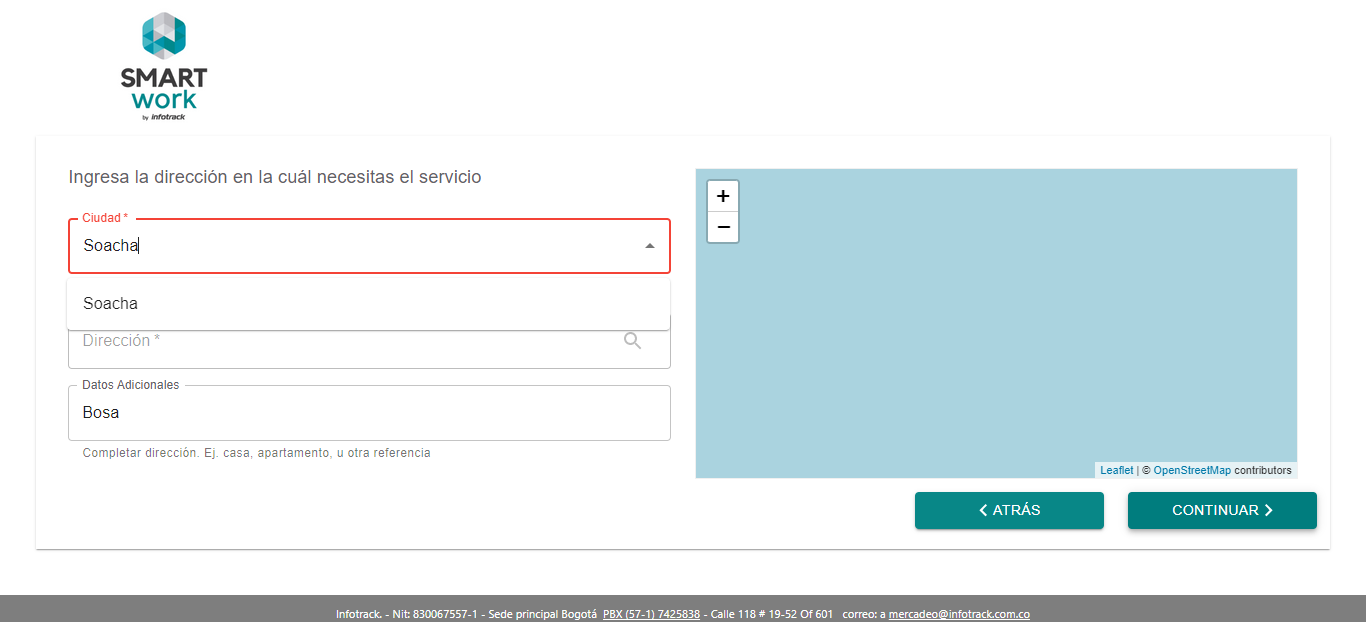 SMART
work
by infotrack
Ingresa la dirección en la cuál necesitas el servicio
Ciudad *
Soacha
Soacha
Dirección *
Datos Adicionales
Bosa
Completar dirección. Ej. casa, apartamento, u otra referencia
+
−
Leaflet | © OpenStreetMap contributors
ATRÁS
CONTINUAR
Infotrack. - Nit: 830067557-1 - Sede principal Bogotá PBX (57-1) 7425838 - Calle 118 # 19-52 Of 601 correo: a mercadeo@infotrack.com.co